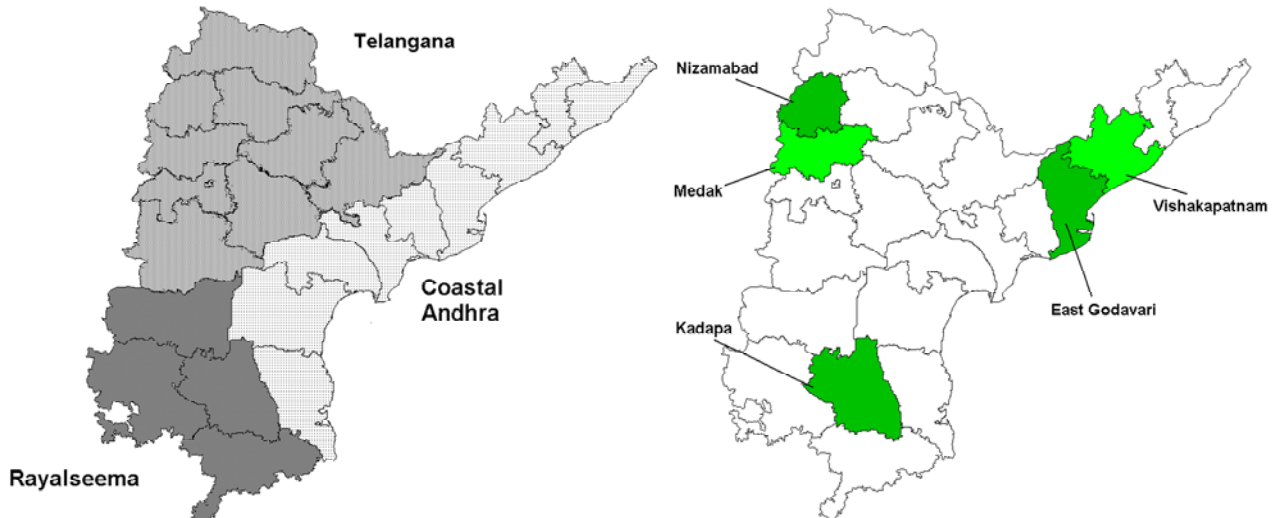 Telangana
Coastal
Andhra
Rayalseema
Nizamabad
Medak
Vishakapatnam
East Godavari
Kadapa